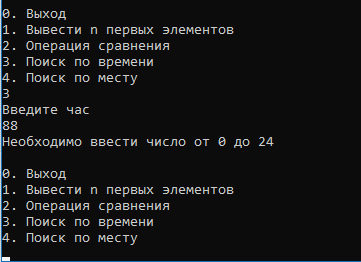 0. Выход
1. Вывести n первых элементов
2. Операция сравнения
3. Поиск по времени
4. Поиск по месту
3
Введите час
88
Необходимо ввести число от 0 до 24
0. Выход
1. Вывести n первых элементов
2. Операция сравнения
3. Поиск по времени
4. Поиск по месту